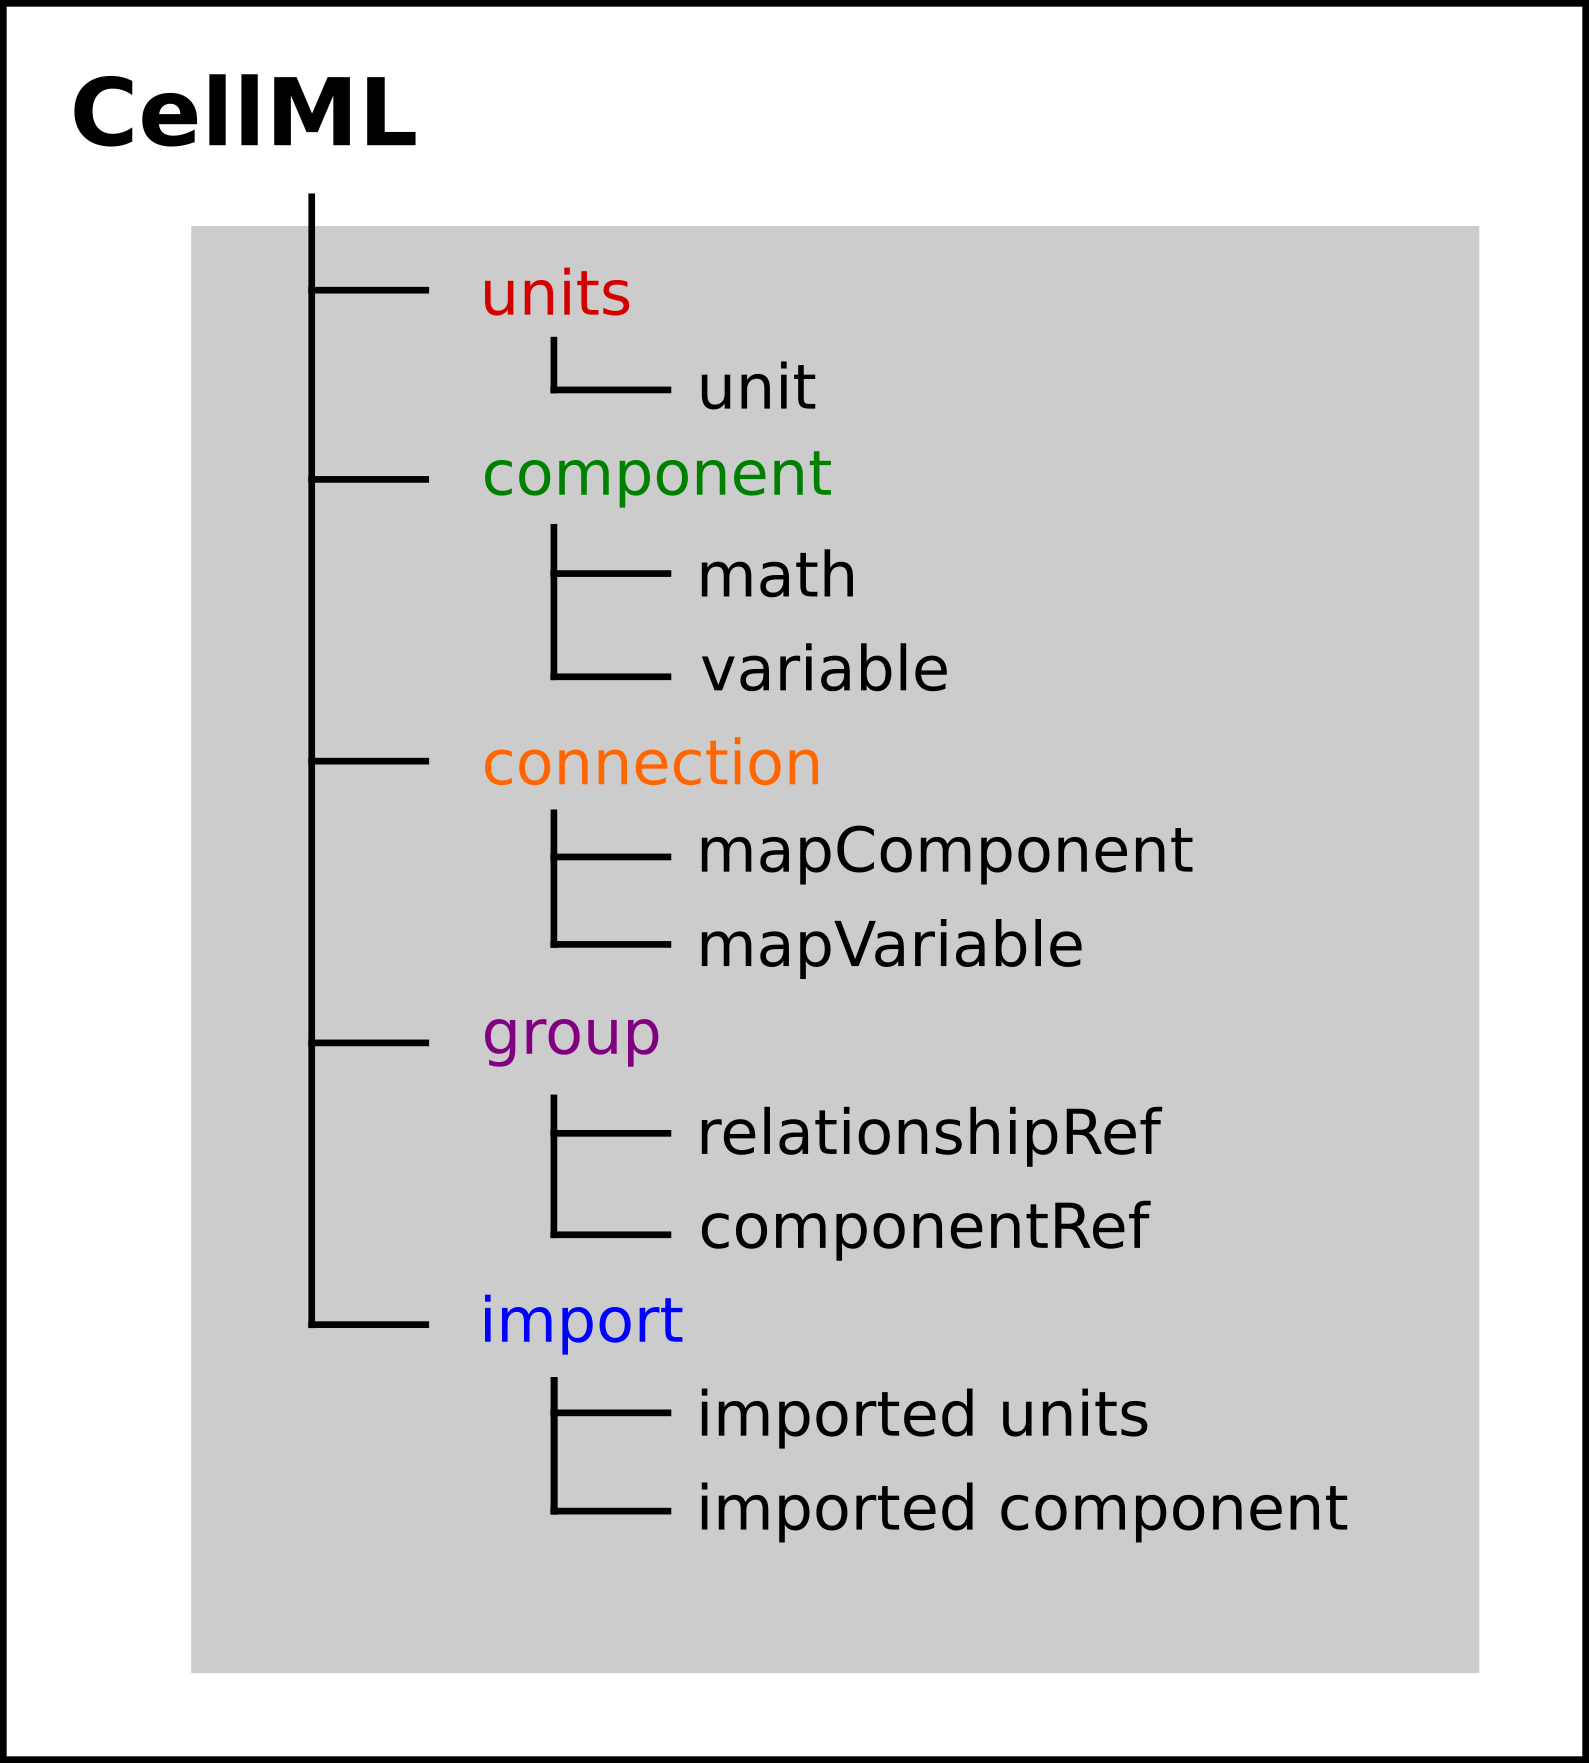 CellML
units
unit
component
math
variable
connection
mapComponent
mapVariable
group
relationshipRef
componentRef
import
imported units
imported component